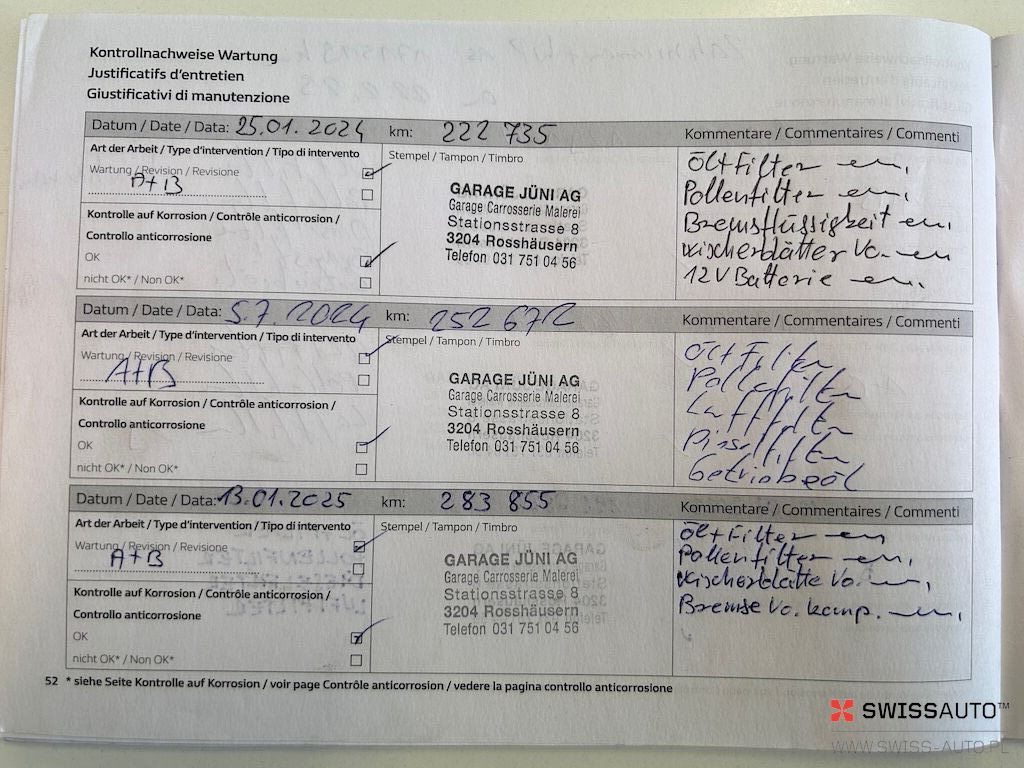 Kontrollnachweise Wartung
Justificatifs d'entretien
Giustificativi di manutenzione
Datum / Date / Data: 25.01.2024 km: 222 735 Kommentare / Commentaires / Commenti
Art der Arbeit / Type d'intervention / Tipo di intervento
Wartung / Revision / Revisione
A+B
Stempel / Tampon / Timbro
GARAGE JÜNI AG
Garage Carrosserie Malerei
Stationsstrasse 8
3204 Rosshäusern
Telefon 031 751 04 56
Kontrolle auf Korrosion / Contrôle anticorrosion /
Controllo anticorrosione
OK
nicht OK* / Non OK*
Öl+Filter ern.
Pollenfilter ern.
Bremsflüssigkeit ern.
Wischerblätter Vo. ern
12V Batterie ern.
Datum / Date / Data: 5.7.2024 km: 252 672 Kommentare / Commentaires / Commenti
Art der Arbeit / Type d'intervention / Tipo di intervento
Wartung / Revision / Revisione
A+B
Stempel / Tampon / Timbro
GARAGE JÜNI AG
Garage Carrosserie Malerei
Stationsstrasse 8
3204 Rosshäusern
Telefon 031 751 04 56
Kontrolle auf Korrosion / Contrôle anticorrosion /
Controllo anticorrosione
OK
nicht OK* / Non OK*
Öl+Filter
Pollenfilter
Luftfilter
Getriebeöl
Datum / Date / Data: 13.01.2025 km: 283 855 Kommentare / Commentaires / Commenti
Art der Arbeit / Type d'intervention / Tipo di intervento
Wartung / Revision / Revisione
A+B
Stempel / Tampon / Timbro
GARAGE JÜNI AG
Garage Carrosserie Malerei
Stationsstrasse 8
3204 Rosshäusern
Telefon 031 751 04 56
Kontrolle auf Korrosion / Contrôle anticorrosion /
Controllo anticorrosione
OK
nicht OK* / Non OK*
Öl+Filter ern
Pollenfilter ern.
Wischerblätte Vo. ern.
Bremse Vo. komp. ern.
52 * siehe Seite Kontrolle auf Korrosion / voir page Contrôle anticorrosion / vedere la pagina controllo anticorrosione
SWISSAUTO™
WWW.SWISS-AUTO.PL